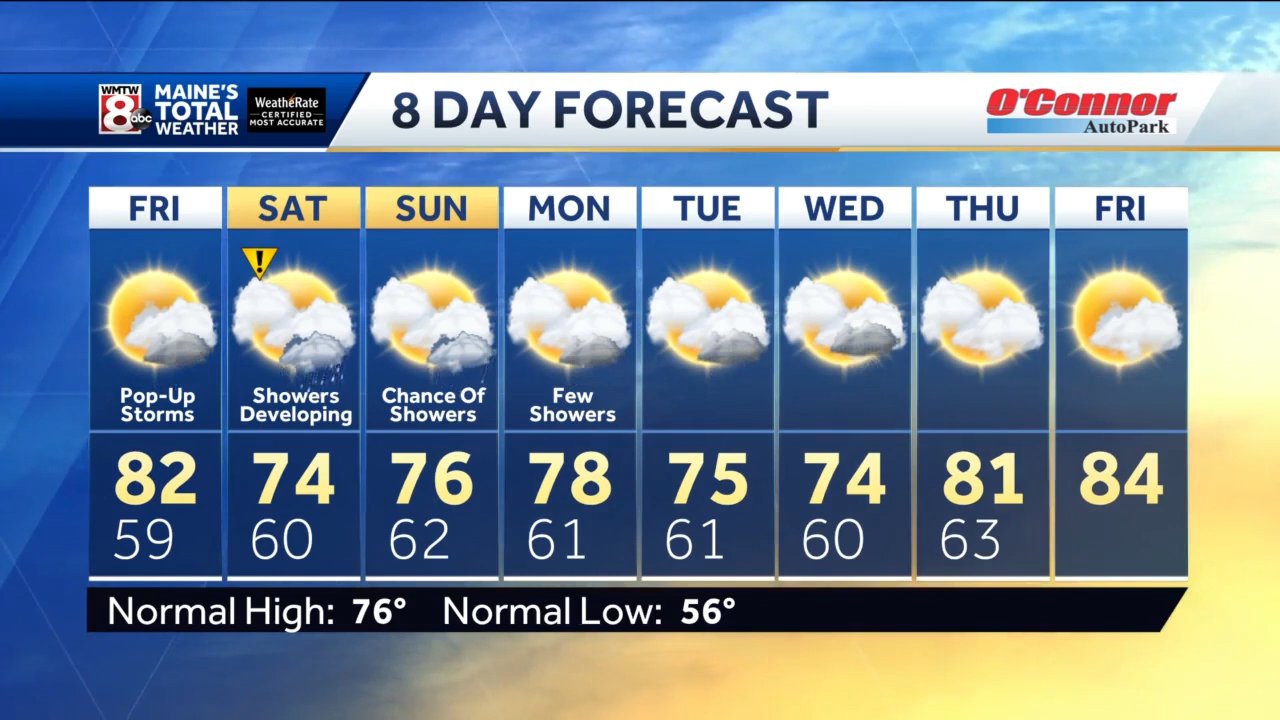 WMTW
8
abc
MAINE'S
TOTAL
WEATHER
WeatheRate
CERTIFIED
MOST ACCURATE
8 DAY FORECAST
O'Connor
AutoPark
FRI SAT SUN MON TUE WED THU FRI
!
Pop-Up Showers Chance Of Few
Storms Developing Showers Showers
82 74 76 78 75 74 81 84
59 60 62 61 61 60 63
Normal High: 76° Normal Low: 56°